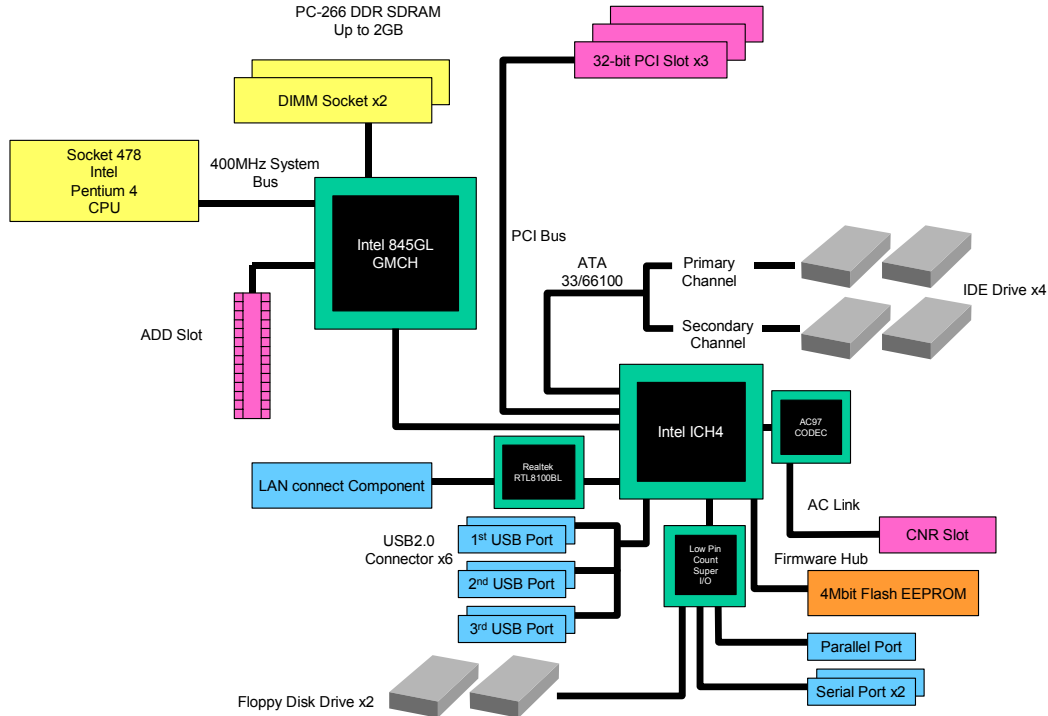 PC-266 DDR SDRAM
Up to 2GB
32-bit PCI Slot x3
DIMM Socket x2
Socket 478
Intel
Pentium 4
CPU
400MHz System
Bus
Intel 845GL
GMCH
PCI Bus
ATA
33/66100
Primary
Channel
IDE Drive x4
Secondary
Channel
ADD Slot
Intel ICH4
AC97
CODEC
Realtek
RTL8100BL
LAN connect Component
AC Link
CNR Slot
USB2.0
Connector x6
1st USB Port
2nd USB Port
3rd USB Port
Low Pin
Count
Super
I/O
Firmware Hub
4Mbit Flash EEPROM
Parallel Port
Serial Port x2
Floppy Disk Drive x2